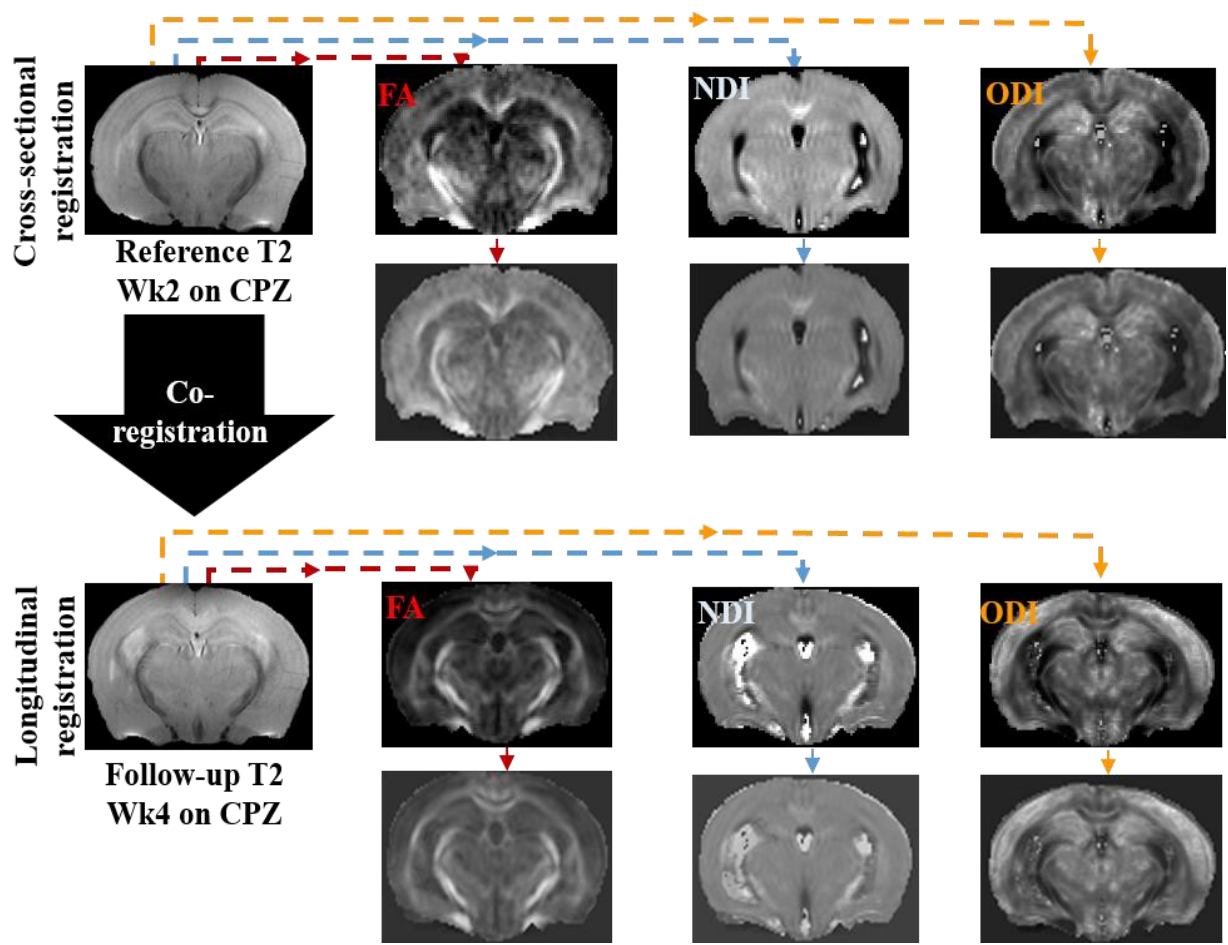 Cross-sectional
registration
FA
NDI
ODI
Reference T2
Wk2 on CPZ
Co-
registration
Longitudinal
registration
FA
NDI
ODI
Follow-up T2
Wk4 on CPZ